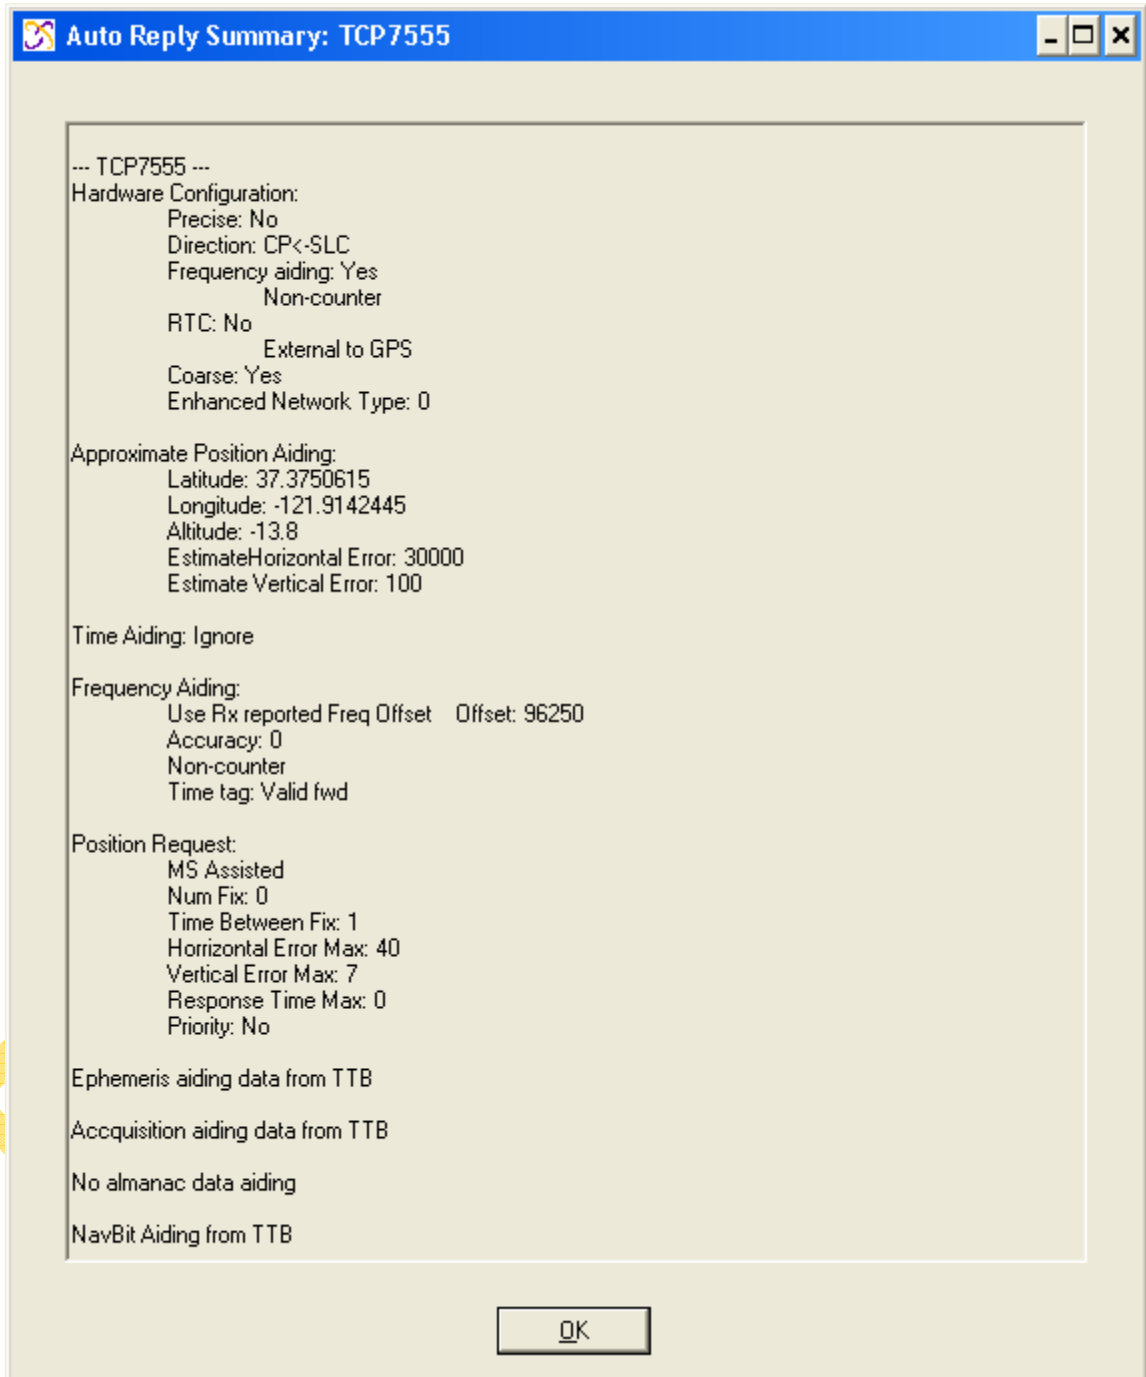 Auto Reply Summary: TCP7555
--- TCP7555 ---
Hardware Configuration:
Precise: No
Direction: CP<-SLC
Frequency aiding: Yes
Non-counter
RTC: No
External to GPS
Coarse: Yes
Enhanced Network Type: 0
Approximate Position Aiding:
Latitude: 37.3750615
Longitude: -121.9142445
Altitude: -13.8
EstimateHorizontal Error: 30000
Estimate Vertical Error: 100
Time Aiding: Ignore
Frequency Aiding:
Use Rx reported Freq Offset    Offset: 96250
Accuracy: 0
Non-counter
Time tag: Valid fwd
Position Request:
MS Assisted
Num Fix: 0
Time Between Fix: 1
Horrizontal Error Max: 40
Vertical Error Max: 7
Response Time Max: 0
Priority: No
Ephemeris aiding data from TTB
Accquisition aiding data from TTB
No almanac data aiding
NavBit Aiding from TTB
OK